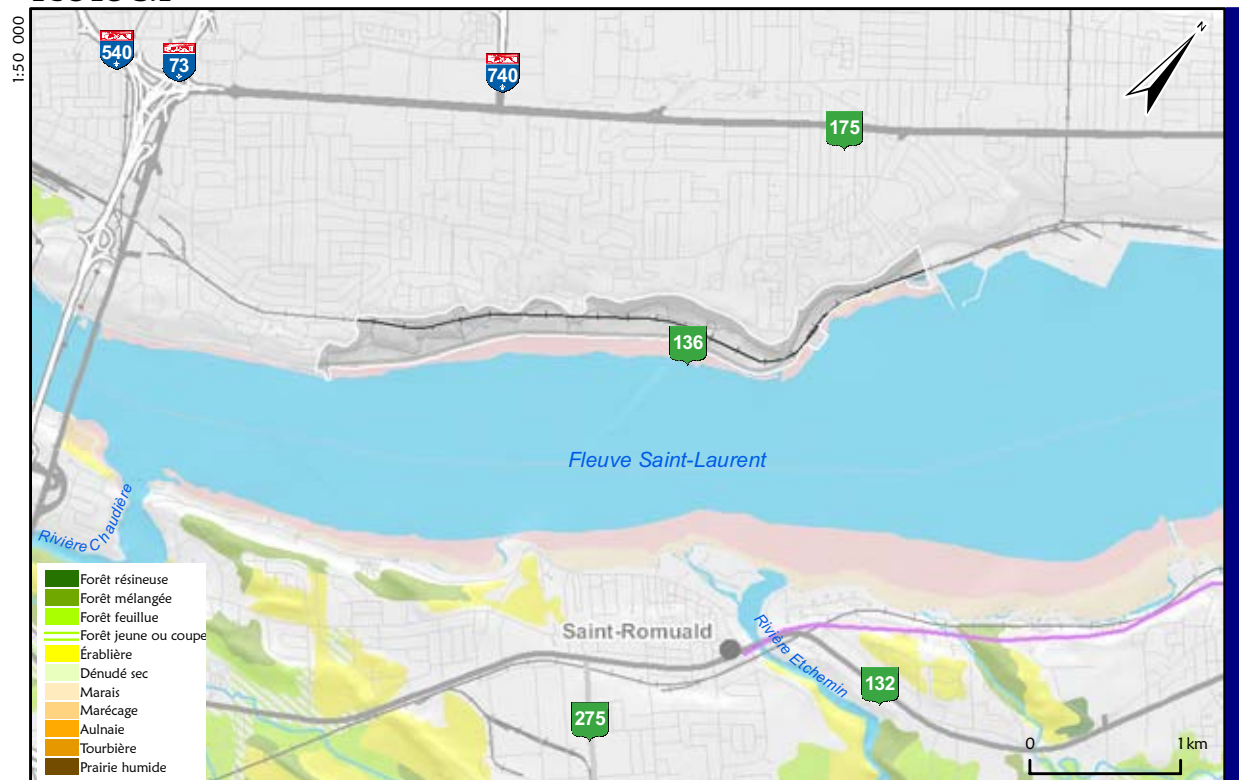 1:50 000
540
73
740
N
175
136
Fleuve Saint-Laurent
Rivière Chaudière
Saint-Romuald
Rivière Etchemin
132
275
Forêt résineuse
Forêt mélangée
Forêt feuillue
Forêt jeune ou coupe
Érablière
Dénudé sec
Marais
Marécage
Aulnaie
Tourbière
Prairie humide
0
1 km